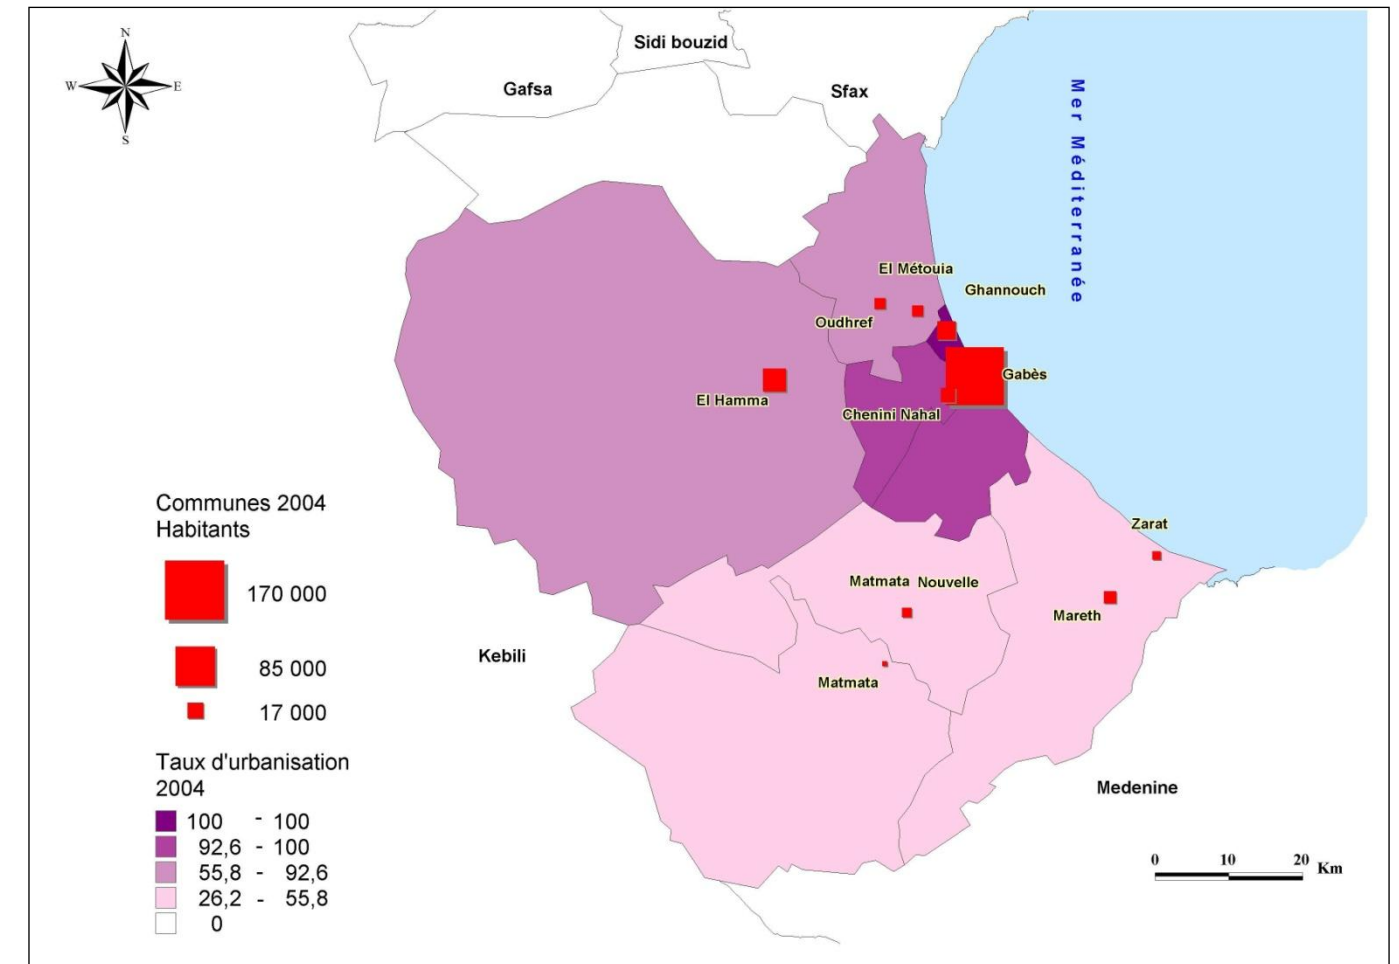 N
W E
S
Sidi bouzid
Gafsa
Sfax
Mer Méditerranée
El Métouia
Ghannouch
Oudhref
Gabès
El Hamma
Chenini Nahal
Zarat
Matmata Nouvelle
Mareth
Kebili
Matmata
Medenine
Communes 2004
Habitants
170 000
85 000
17 000
Taux d'urbanisation
2004
100 - 100
92,6 - 100
55,8 - 92,6
26,2 - 55,8
0
0 10 20 Km